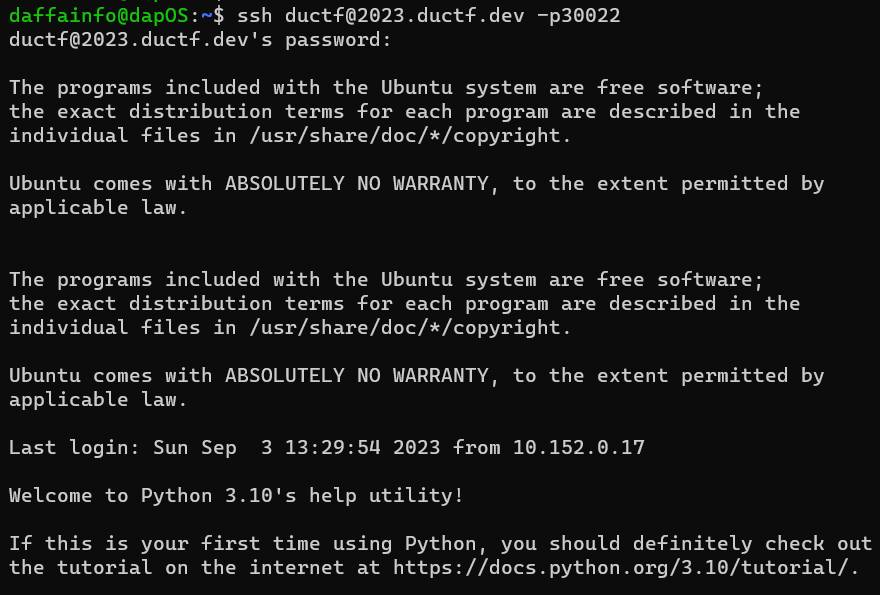 daffainfo@dapOS:~$ ssh ductf@2023.ductf.dev -p30022
ductf@2023.ductf.dev's password:
The programs included with the Ubuntu system are free software;
the exact distribution terms for each program are described in the
individual files in /usr/share/doc/*/copyright.
Ubuntu comes with ABSOLUTELY NO WARRANTY, to the extent permitted by
applicable law.
The programs included with the Ubuntu system are free software;
the exact distribution terms for each program are described in the
individual files in /usr/share/doc/*/copyright.
Ubuntu comes with ABSOLUTELY NO WARRANTY, to the extent permitted by
applicable law.
Last login: Sun Sep  3 13:29:54 2023 from 10.152.0.17
Welcome to Python 3.10's help utility!
If this is your first time using Python, you should definitely check out
the tutorial on the internet at https://docs.python.org/3.10/tutorial/.